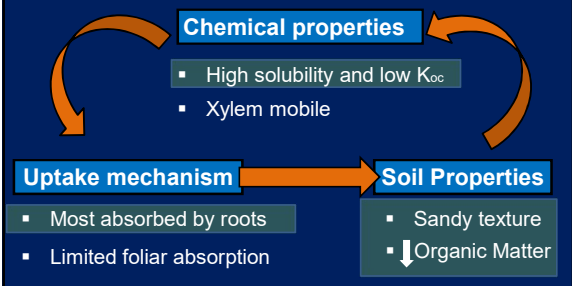 Chemical properties
▪ High solubility and low Koc
▪ Xylem mobile
Uptake mechanism
▪ Most absorbed by roots
▪ Limited foliar absorption
Soil Properties
▪ Sandy texture
▪ ⬇Organic Matter